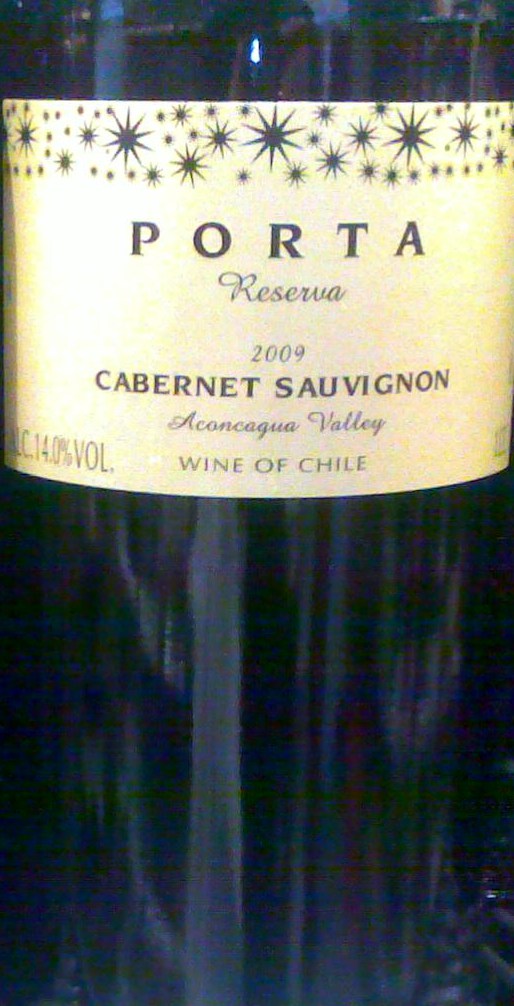 PORTA
Reserva
2009
CABERNET SAUVIGNON
Aconcagua Valley
14.0%VOL.
WINE OF CHILE